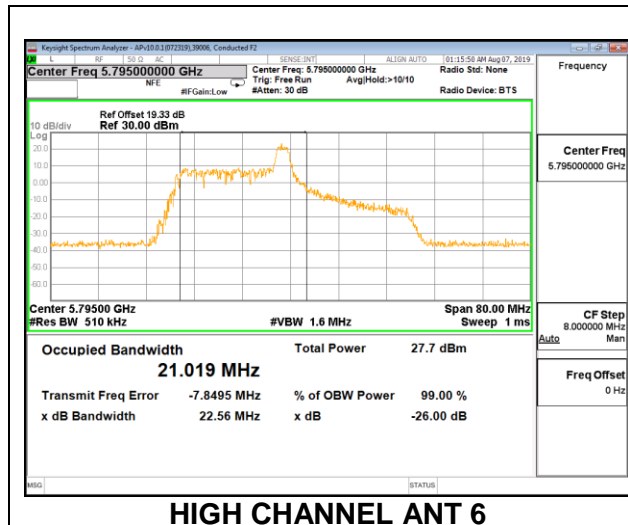 Keysight Spectrum Analyzer - APv10.0.1(072319),39006, Conducted F2
L RF 50 Ω AC SENSE:INT ALIGN AUTO 01:15:50 AM Aug 07, 2019
Center Freq 5.795000000 GHz
Center Freq: 5.795000000 GHz
Radio Std: None
NFE
Trig: Free Run
Avg|Hold:>10/10
#IFGain:Low
#Atten: 30 dB
Radio Device: BTS
Ref Offset 19.33 dB
10 dB/div
Ref 30.00 dBm
Log
20.0
10.0
0.00
-10.0
-20.0
-30.0
-40.0
-50.0
-60.0
Center 5.79500 GHz
Span 80.00 MHz
#Res BW 510 kHz
#VBW 1.6 MHz
Sweep 1 ms
Occupied Bandwidth
Total Power 27.7 dBm
21.019 MHz
Transmit Freq Error -7.8495 MHz % of OBW Power 99.00 %
x dB Bandwidth 22.56 MHz x dB -26.00 dB
MSG STATUS
Frequency
Center Freq
5.795000000 GHz
CF Step
8.000000 MHz
Auto Man
Freq Offset
0 Hz
HIGH CHANNEL ANT 6